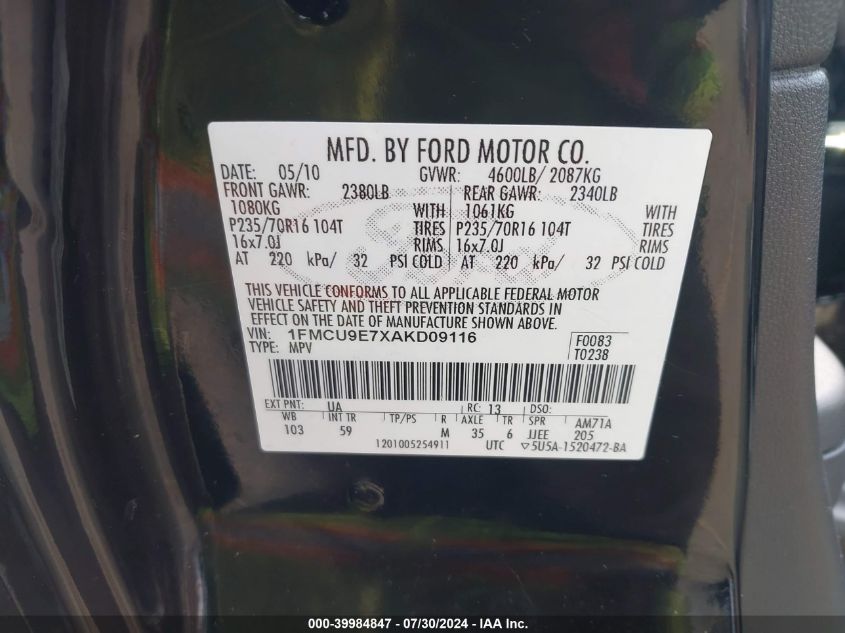 MFD. BY FORD MOTOR CO.
DATE: 05/10 GVWR: 4600LB/ 2087KG
FRONT GAWR: 2380LB REAR GAWR: 2340LB
1080KG WITH 1061KG WITH
P235/70R16 104T TIRES P235/70R16 104T TIRES
16x7.0J RIMS 16x7.0J RIMS
AT 220 kPa/ 32 PSI COLD AT 220 kPa/ 32 PSI COLD
THIS VEHICLE CONFORMS TO ALL APPLICABLE FEDERAL MOTOR
VEHICLE SAFETY AND THEFT PREVENTION STANDARDS IN
EFFECT ON THE DATE OF MANUFACTURE SHOWN ABOVE.
VIN: 1FMCU9E7XAKD09116 F0083
TYPE: MPV T0238
EXT PNT: UA RC: 13 DSO:
WB INT TR TP/PS R AXLE TR SPR AM71A
103 59 M 35 6 JJEE 205
1201005254911 UTC ▽5U5A-1520472-BA
000-39984847 - 07/30/2024 - IAA Inc.